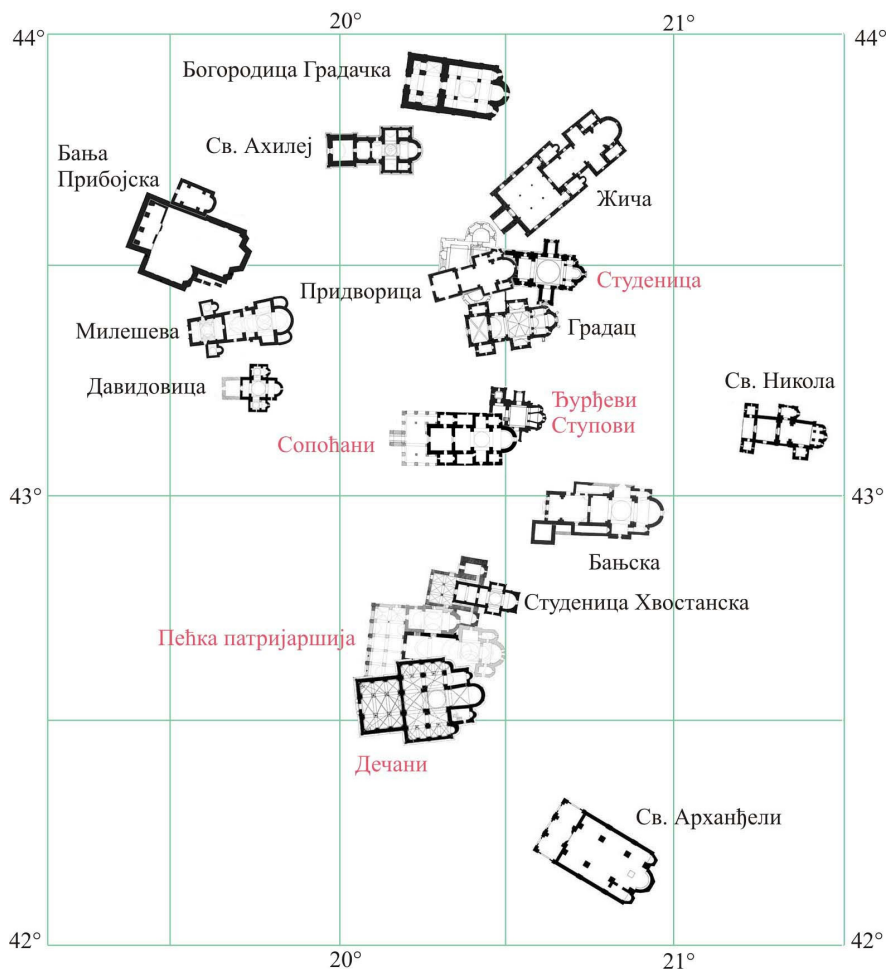 20°
21°
44°
44°
Богородица Градачка
Св. Ахилеј
Бања
Прибојска
Жича
Студеница
Придворица
Милешева
Градац
Давидовица
Св. Никола
Ђурђеви
Ступови
Сопоћани
43°
43°
Бањска
Студеница Хвостанска
Пећка патријаршија
Дечани
Св. Арханђели
42°
42°
20°
21°